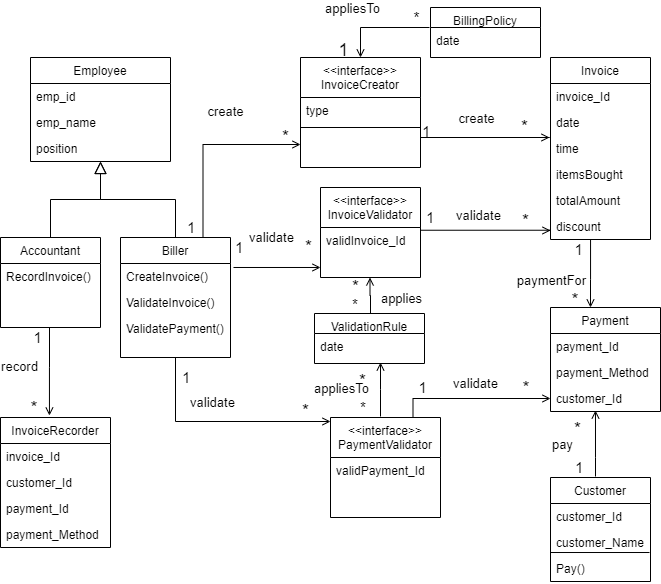 appliesTo
*
BillingPolicy
date
1
Employee
emp_id
emp_name
position
<<interface>>
InvoiceCreator
type
Invoice
invoice_Id
date
time
itemsBought
totalAmount
discount
create
*
1
create
*
<<interface>>
InvoiceValidator
validInvoice_Id
1
validate
*
1
validate
*
1
Accountant
RecordInvoice()
Biller
CreateInvoice()
ValidateInvoice()
ValidatePayment()
1
paymentFor
*
*
*
applies
ValidationRule
date
Payment
payment_Id
payment_Method
customer_Id
1
record
*
1
validate
*
appliesTo
*
*
1
validate
*
InvoiceRecorder
invoice_Id
customer_Id
payment_Id
payment_Method
<<interface>>
PaymentValidator
validPayment_Id
*
pay
1
Customer
customer_Id
customer_Name
Pay()